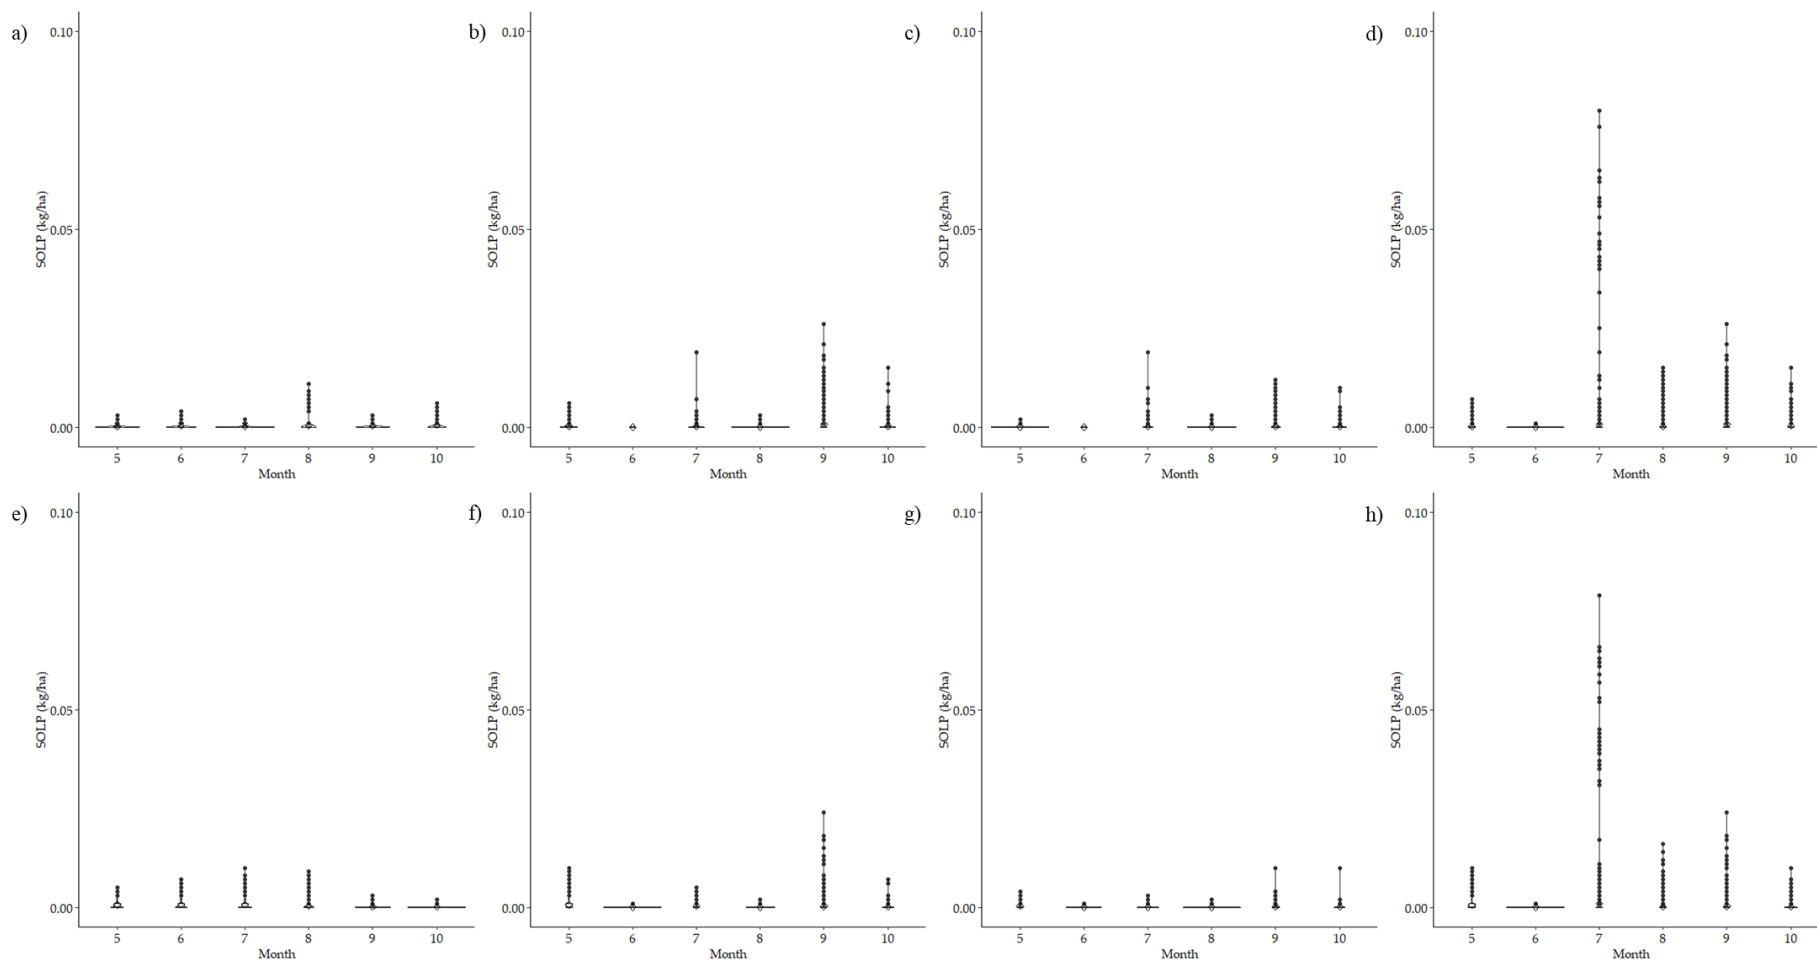 a) b) c) d)
0.10 0.10 0.10 0.10
SOLP (kg/ha) SOLP (kg/ha) SOLP (kg/ha) SOLP (kg/ha)
0.05 0.05 0.05 0.05
0.00 0.00 0.00 0.00
5 6 7 8 9 10 5 6 7 8 9 10 5 6 7 8 9 10 5 6 7 8 9 10
Month Month Month Month
e) f) g) h)
0.10 0.10 0.10 0.10
SOLP (kg/ha) SOLP (kg/ha) SOLP (kg/ha) SOLP (kg/ha)
0.05 0.05 0.05 0.05
0.00 0.00 0.00 0.00
5 6 7 8 9 10 5 6 7 8 9 10 5 6 7 8 9 10 5 6 7 8 9 10
Month Month Month Month